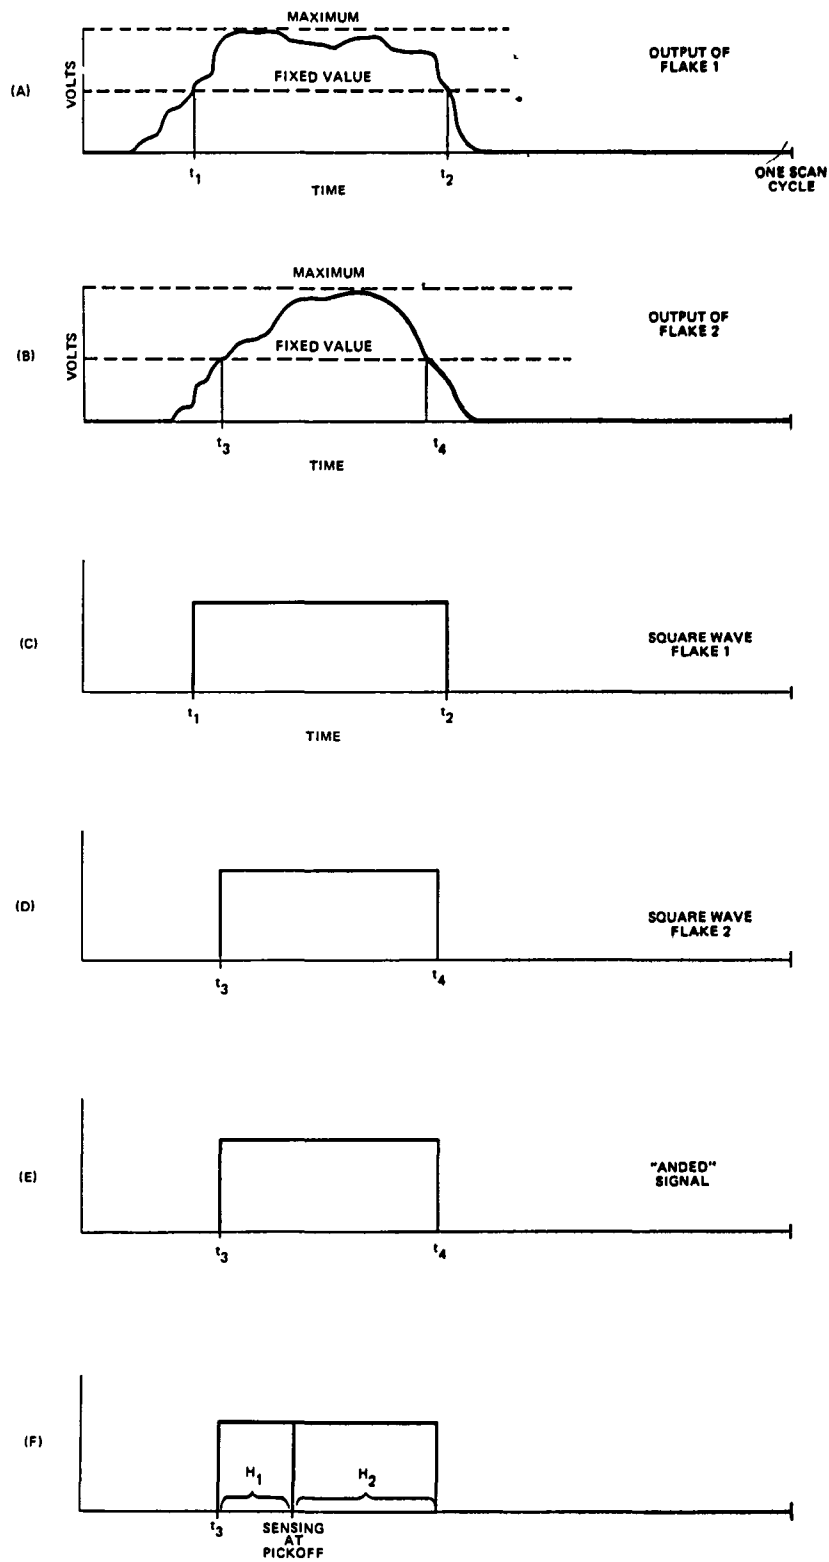 MAXIMUM
OUTPUT OF
FLAKE 1
(A)
VOLTS
FIXED VALUE
t1
t2
TIME
ONE SCAN
CYCLE
MAXIMUM
OUTPUT OF
FLAKE 2
(B)
VOLTS
FIXED VALUE
t3
t4
TIME
(C)
SQUARE WAVE
FLAKE 1
t1
t2
TIME
(D)
SQUARE WAVE
FLAKE 2
t3
t4
(E)
"ANDED"
SIGNAL
t3
t4
(F)
H1
H2
t3
SENSING
AT
PICKOFF